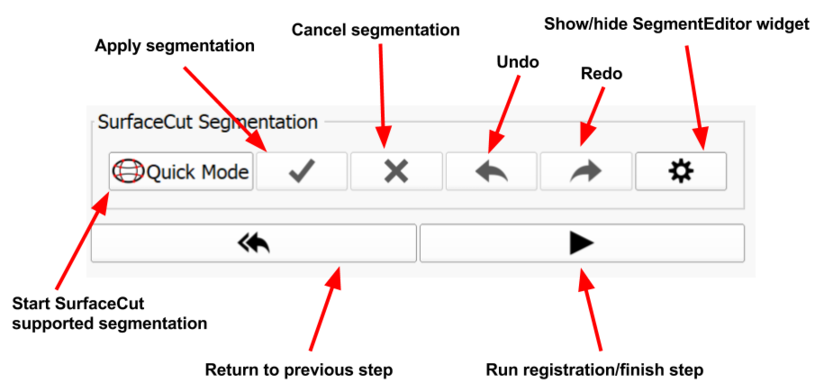 Show/hide SegmentEditor widget
Cancel segmentation
Apply segmentation
Undo
Redo
SurfaceCut Segmentation
Quick Mode
Start SurfaceCut
supported segmentation
Return to previous step
Run registration/finish step